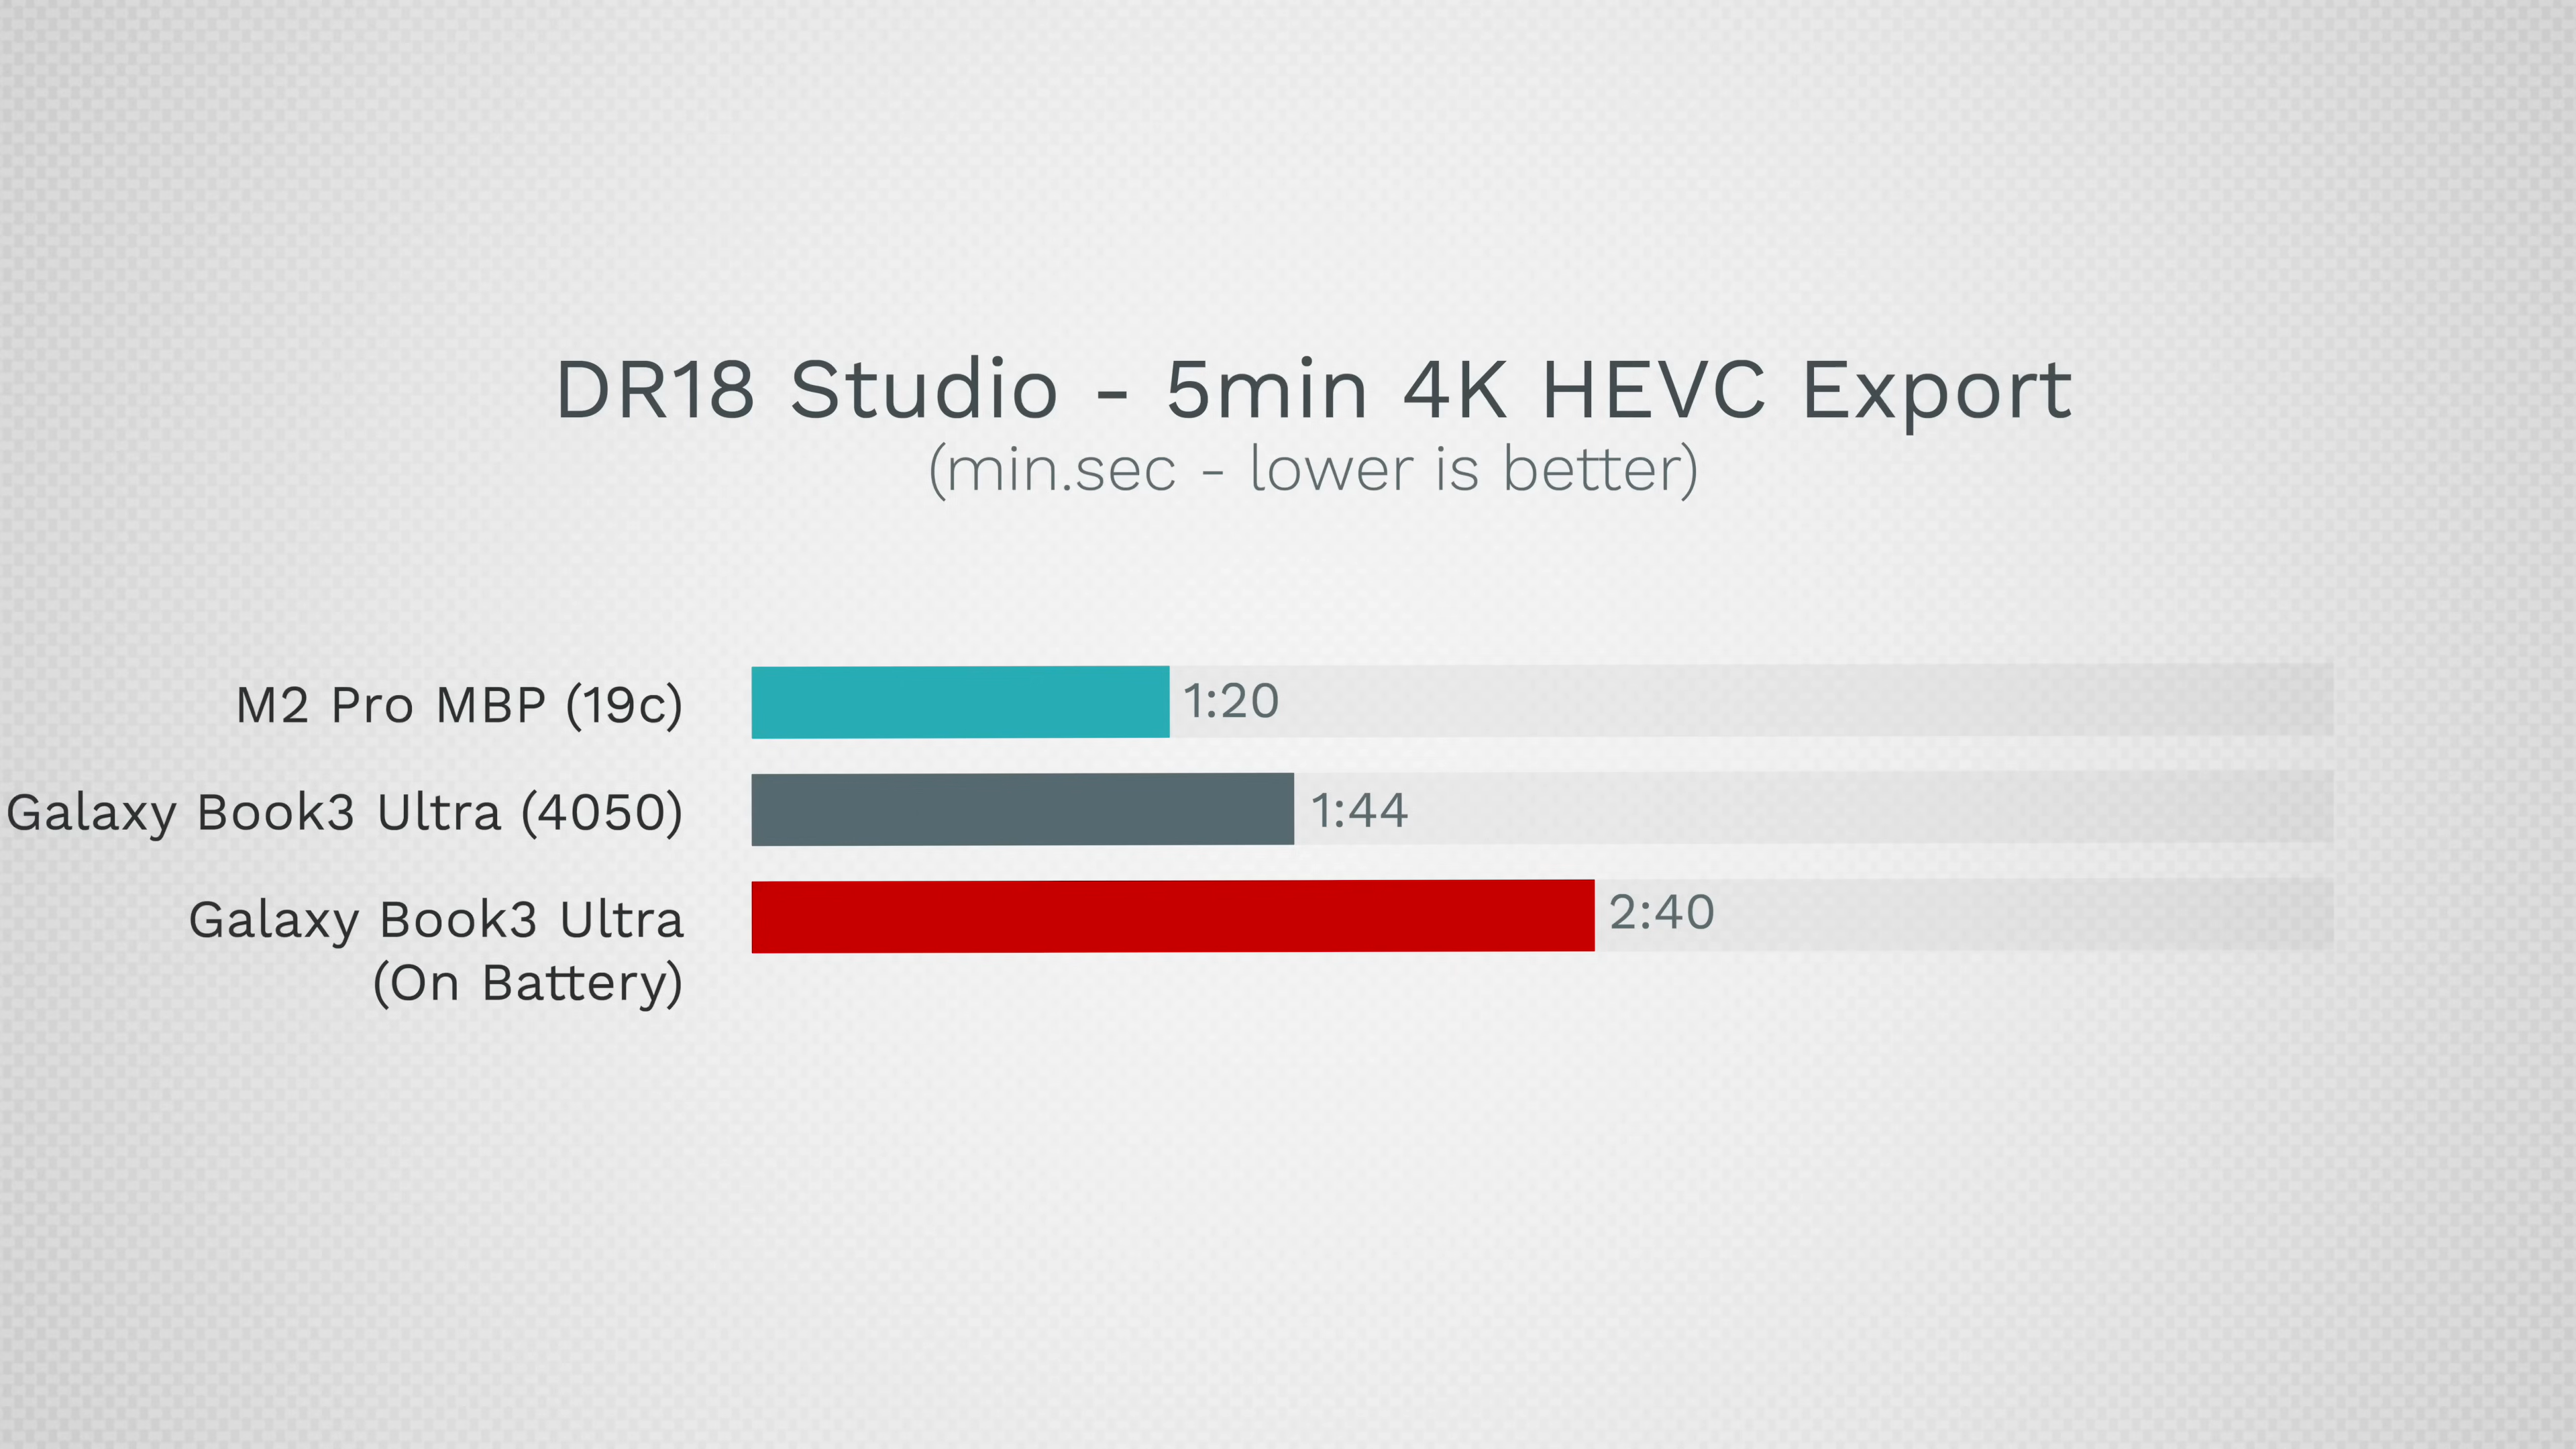 DR18 Studio - 5min 4K HEVC Export
(min.sec - lower is better)
M2 Pro MBP (19c)
1:20
Galaxy Book3 Ultra (4050)
1:44
Galaxy Book3 Ultra
(On Battery)
2:40